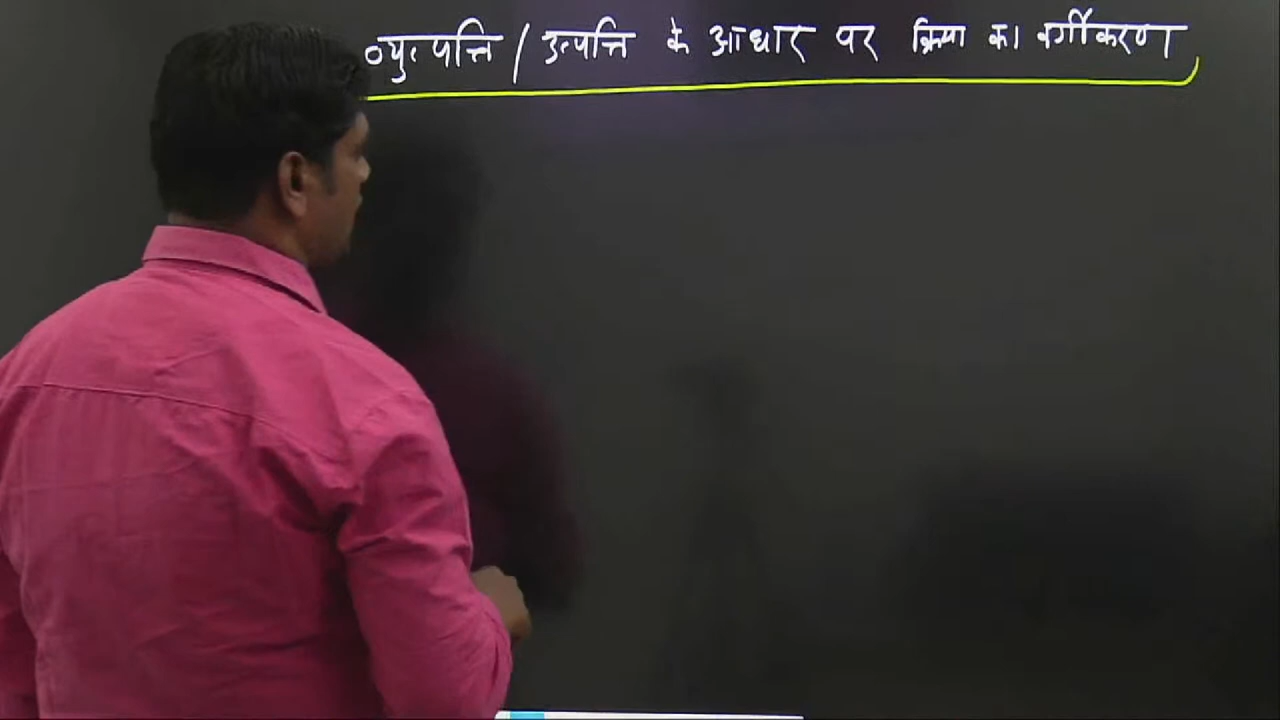 व्युत्पत्ति / उत्पत्ति के आधार पर क्रिया का वर्गीकरण